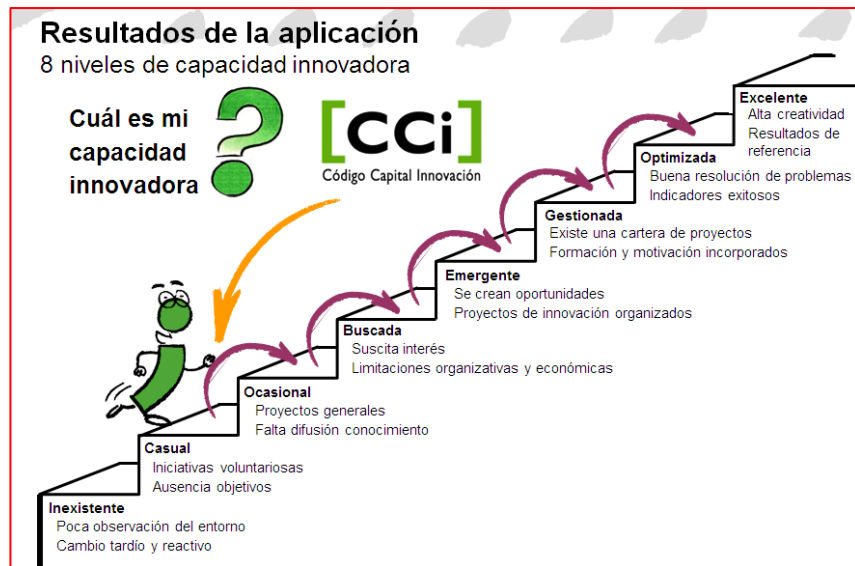 Resultados de la aplicación
8 niveles de capacidad innovadora
Cuál es mi
capacidad
innovadora
?
[CCi]
Código Capital Innovación
Excelente
Alta creatividad
Resultados de
referencia
Optimizada
Buena resolución de problemas
Indicadores exitosos
Gestionada
Existe una cartera de proyectos
Formación y motivación incorporados
Emergente
Se crean oportunidades
Proyectos de innovación organizados
Buscada
Suscita interés
Limitaciones organizativas y económicas
Ocasional
Proyectos generales
Falta difusión conocimiento
Casual
Iniciativas voluntariosas
Ausencia objetivos
Inexistente
Poca observación del entorno
Cambio tardío y reactivo